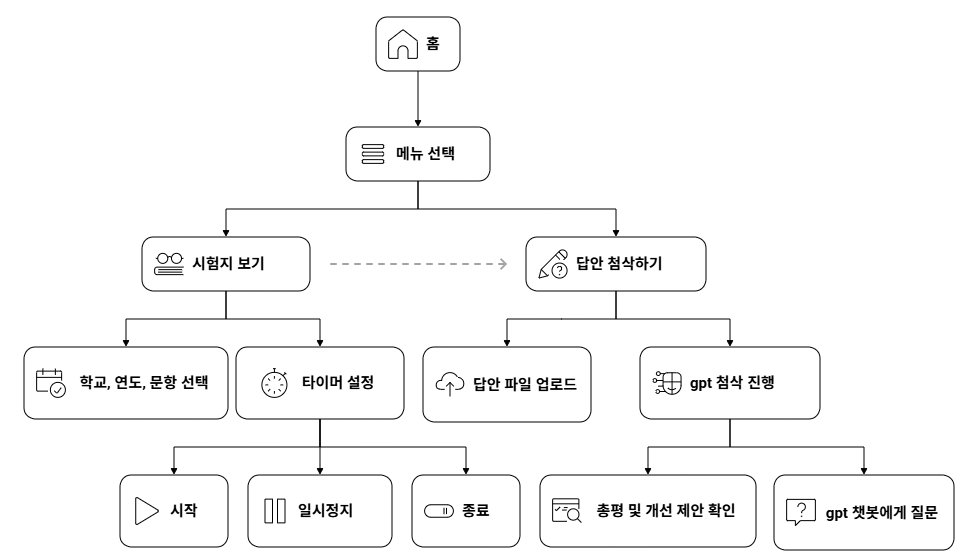 홈
메뉴 선택
시험지 보기
답안 첨삭하기
학교, 연도, 문항 선택
타이머 설정
답안 파일 업로드
gpt 첨삭 진행
시작
일시정지
종료
총평 및 개선 제안 확인
gpt 챗봇에게 질문